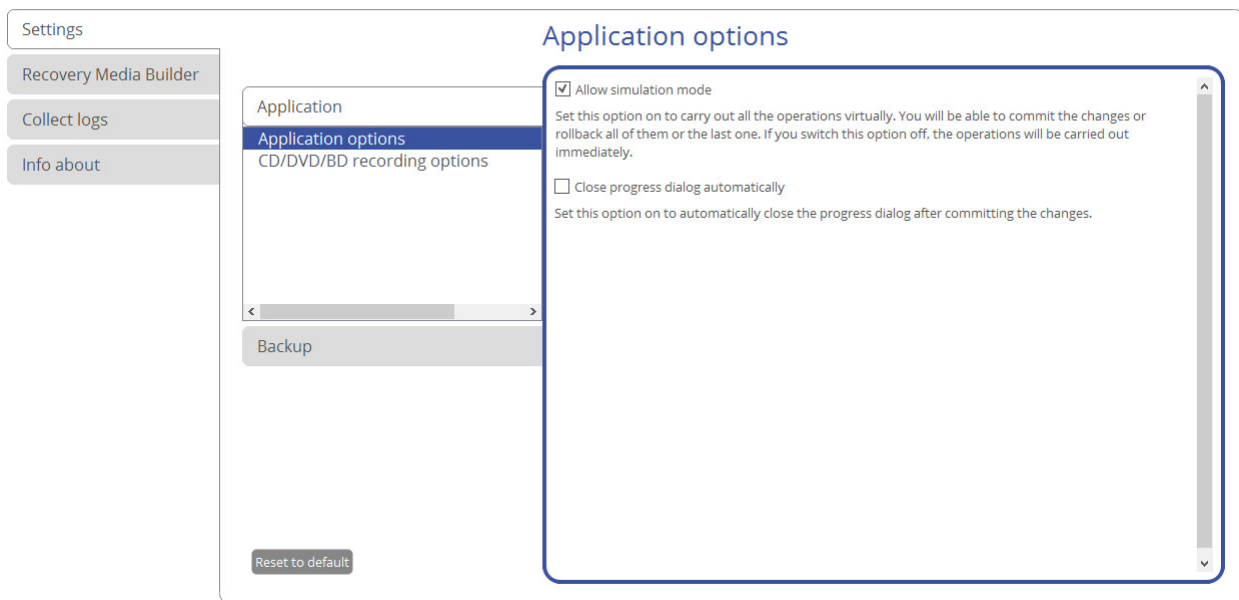 Settings
Recovery Media Builder
Collect logs
Info about
Application
Application options
CD/DVD/BD recording options
Backup
Reset to default
Application options
Allow simulation mode
Set this option on to carry out all the operations virtually. You will be able to commit the changes or
rollback all of them or the last one. If you switch this option off, the operations will be carried out
immediately.
Close progress dialog automatically
Set this option on to automatically close the progress dialog after committing the changes.